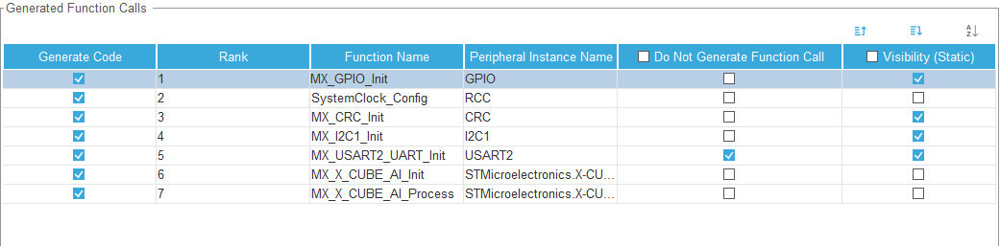 Generated Function Calls
A Z
Generate Code Rank Function Name Peripheral Instance Name Do Not Generate Function Call Visibility (Static)
1 MX_GPIO_Init GPIO
2 SystemClock_Config RCC
3 MX_CRC_Init CRC
4 MX_I2C1_Init I2C1
5 MX_USART2_UART_Init USART2
6 MX_X_CUBE_AI_Init STMicroelectronics.X-CU...
7 MX_X_CUBE_AI_Process STMicroelectronics.X-CU...